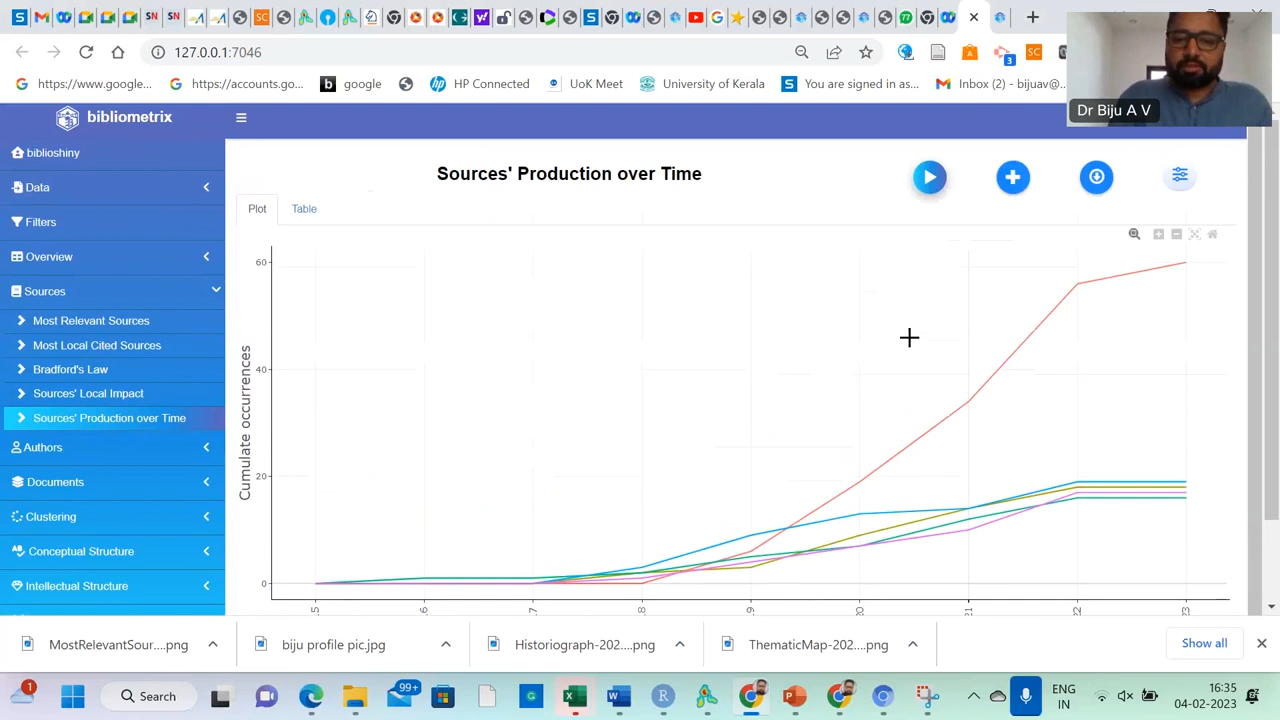 127.0.0.1:7046
https://www.google...
https://accounts.go...
google
HP Connected
UoK Meet
University of Kerala
You are signed in as...
Inbox (90) - bijuav@...
Dr Biju A V
bibliometrix
biblioshiny
Data
Filters
Overview
Sources
Most Relevant Sources
Most Local Cited Sources
Bradford's Law
Sources' Local Impact
Sources' Production over Time
Authors
Documents
Clustering
Conceptual Structure
Intellectual Structure
Sources' Production over Time
Plot
Table
Cumulate occurrences
60
40
20
0
MostRelevantSour....png
biju profile pic.jpg
Historiograph-202....png
ThematicMap-202....png
Show all
1
Search
99+
ENG
IN
16:35
04-02-2023